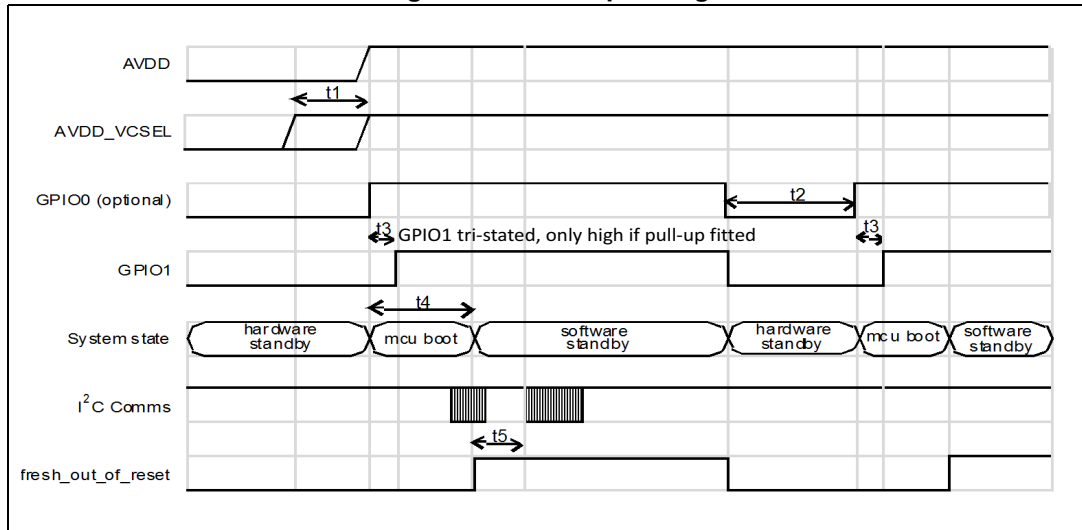 AVDD
t1
AVDD_VCSEL
GPIO0 (optional)
t2
t3
GPIO1 tri-stated, only high if pull-up fitted
t3
GPIO1
t4
System state
hardware
standby
mcu boot
software
standby
hardware
standby
mcu boot
software
standby
I2C Comms
t5
fresh_out_of_reset